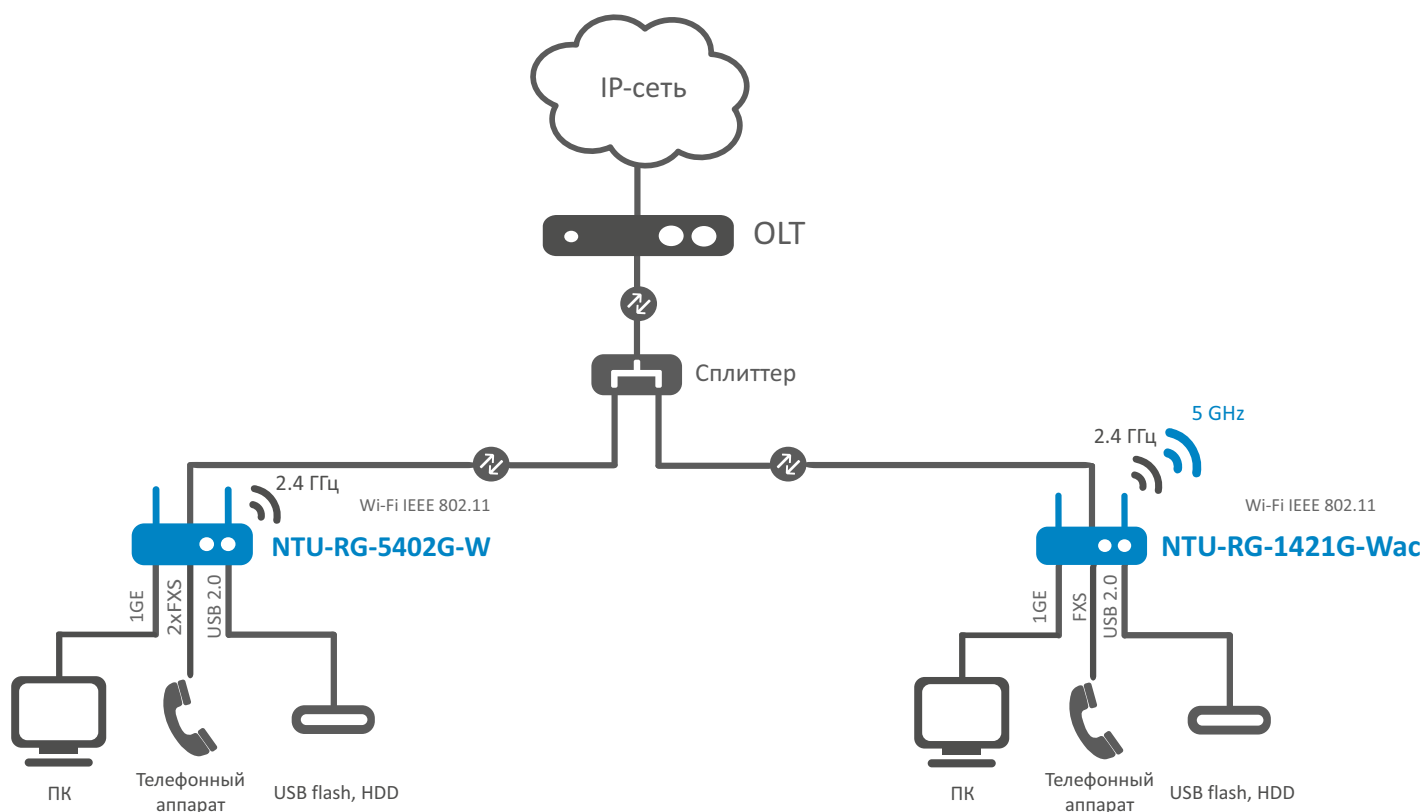 IP-сеть
OLT
Сплиттер
5 GHz
2.4 ГГц
Wi-Fi IEEE 802.11
NTU-RG-1421G-Wac
2.4 ГГц
Wi-Fi IEEE 802.11
NTU-RG-5402G-W
1GE
2xFXS
USB 2.0
1GE
FXS
USB 2.0
ПК
Телефонный
аппарат
USB flash, HDD
ПК
Телефонный
аппарат
USB flash, HDD